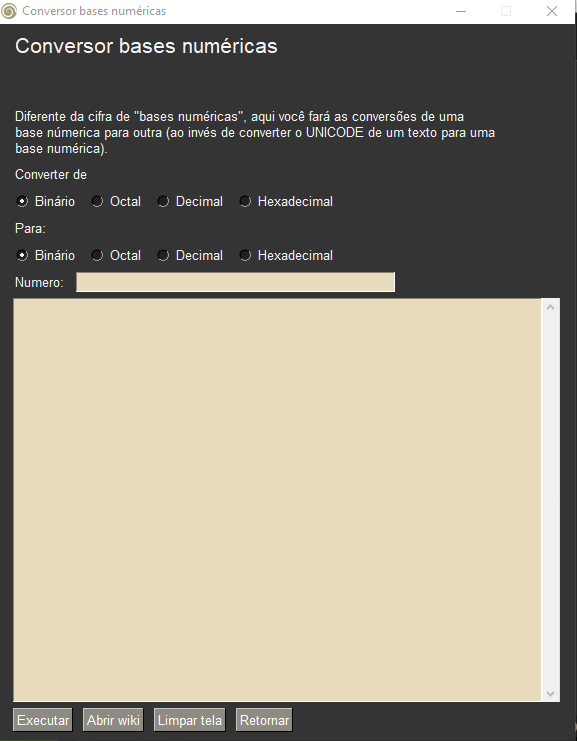 Conversor bases numéricas
Conversor bases numéricas
Diferente da cifra de "bases numéricas", aqui você fará as conversões de uma
base númerica para outra (ao invés de converter o UNICODE de um texto para uma
base numérica).
Converter de
Binário Octal Decimal Hexadecimal
Para:
Binário Octal Decimal Hexadecimal
Numero:
Executar Abrir wiki Limpar tela Retornar